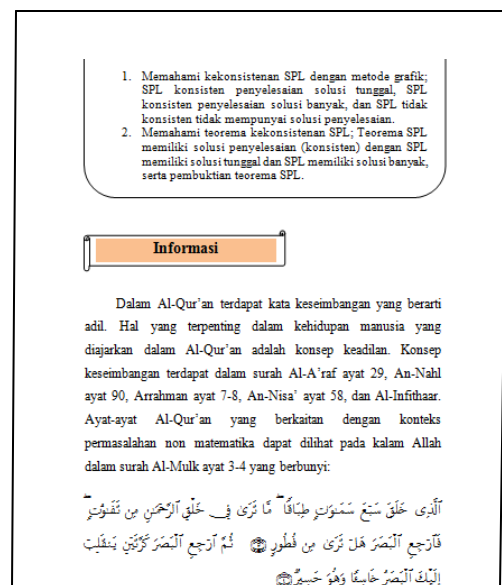 1. Memahami kekonsistenan SPL dengan metode grafik;
SPL konsisten penyelesaian solusi tunggal, SPL
konsisten penyelesaian solusi banyak, dan SPL tidak
konsisten tidak mempunyai solusi penyelesaian.
2. Memahami teorema kekonsistenan SPL; Teorema SPL
memiliki solusi penyelesaian (konsisten) dengan SPL
memiliki solusi tunggal dan SPL memiliki solusi banyak,
serta pembuktian teorema SPL.
Informasi
Dalam Al-Qur’an terdapat kata keseimbangan yang berarti
adil. Hal yang terpenting dalam kehidupan manusia yang
diajarkan dalam Al-Qur’an adalah konsep keadilan. Konsep
keseimbangan terdapat dalam surah Al-A’raf ayat 29, An-Nahl
ayat 90, Arrahman ayat 7-8, An-Nisa’ ayat 58, dan Al-Infithaar.
Ayat-ayat Al-Qur’an yang berkaitan dengan konteks
permasalahan non matematika dapat dilihat pada kalam Allah
dalam surah Al-Mulk ayat 3-4 yang berbunyi:
ٱلَّذِى خَلَقَ سَبْعَ سَمَـٰوَٰتٍ طِبَاقًا ۖ مَّا تَرَىٰ فِى خَلْقِ ٱلرَّحْمَـٰنِ مِن تَفَـٰوُتٍ ۖ
فَٱرْجِعِ ٱلْبَصَرَ هَلْ تَرَىٰ مِن فُطُورٍ ﴿٣﴾ ثُمَّ ٱرْجِعِ ٱلْبَصَرَ كَرَّتَيْنِ يَنقَلِبْ
إِلَيْكَ ٱلْبَصَرُ خَاسِئًا وَهُوَ حَسِيرٌ ﴿٤﴾